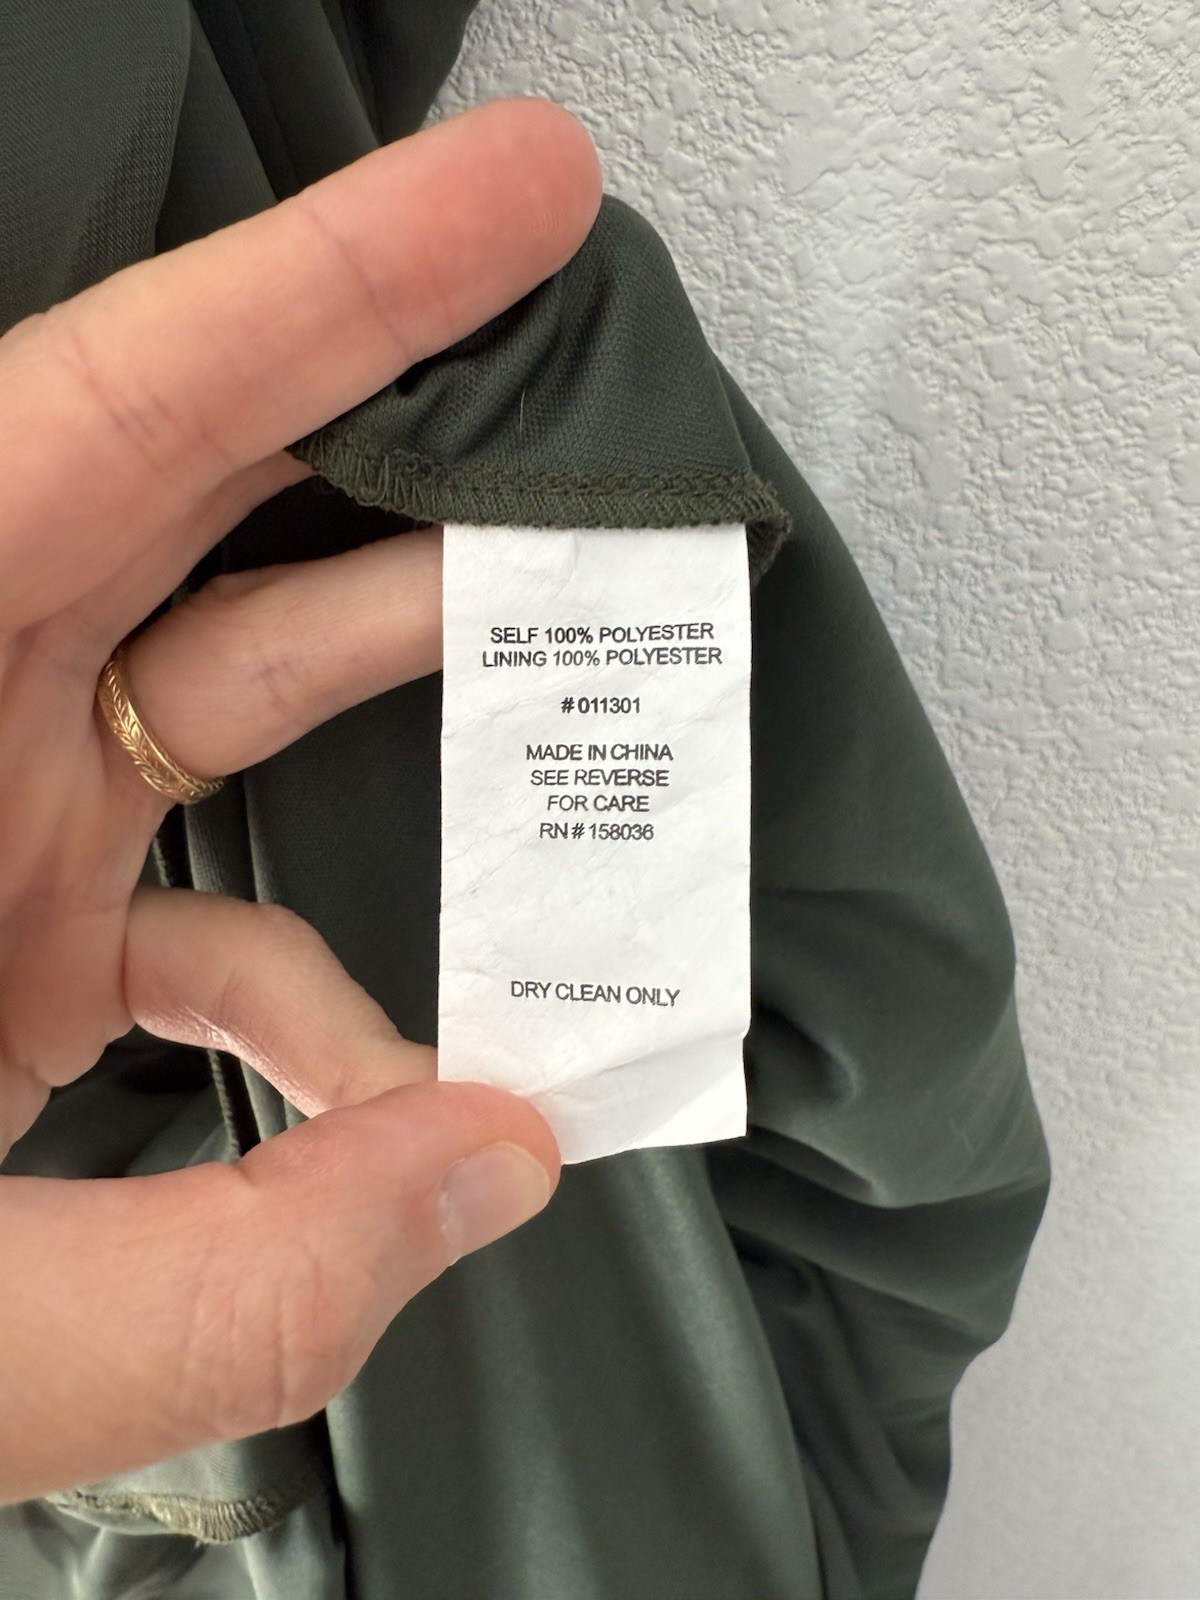 SELF 100% POLYESTER
LINING 100% POLYESTER
#011301
MADE IN CHINA
SEE REVERSE
FOR CARE
RN#158036
DRY CLEAN ONLY